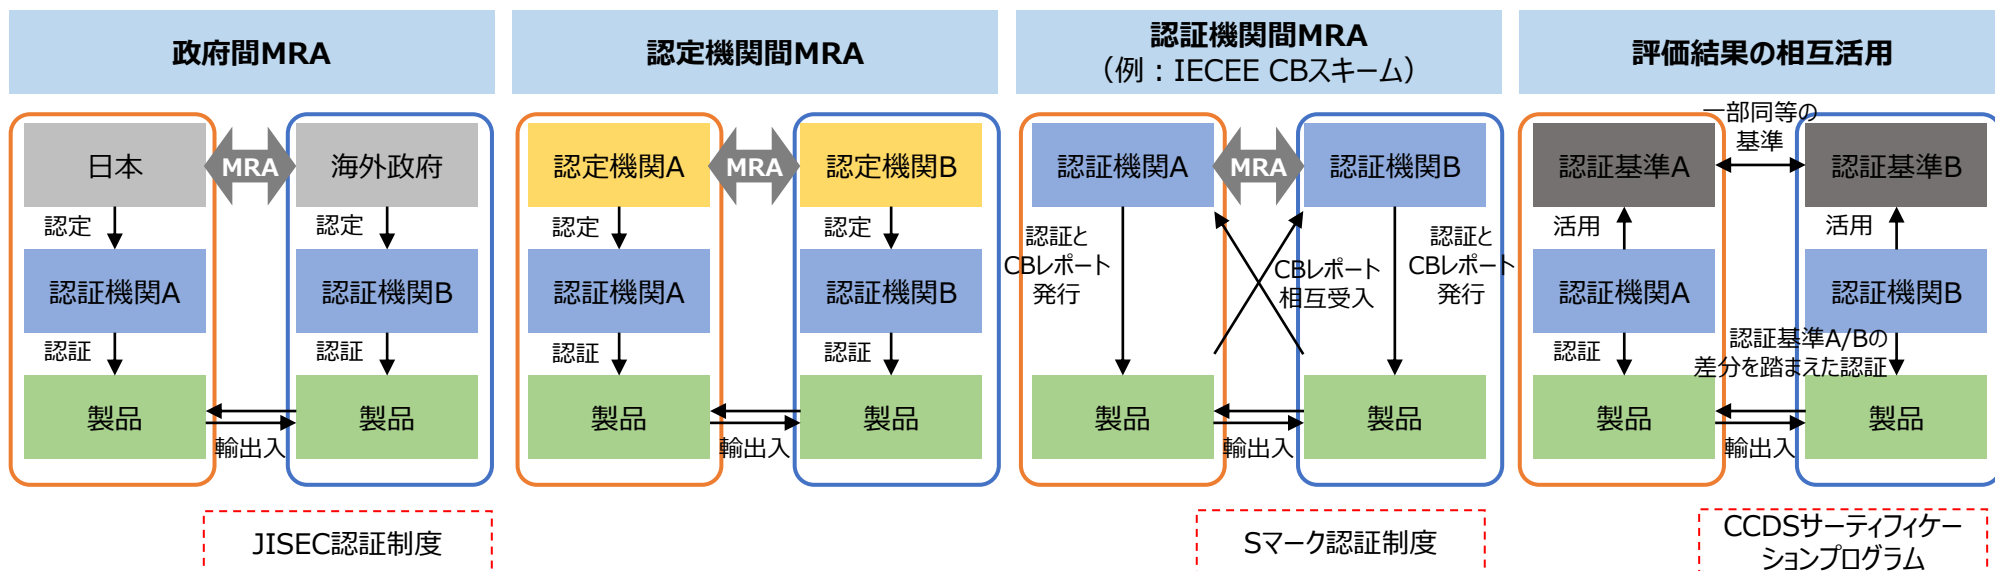 政府間MRA
日本
MRA
海外政府
認定
認定
認証機関A
認証機関B
認証
認証
製品
製品
輸出入
JISEC認証制度
認定機関間MRA
認定機関A
MRA
認定機関B
認定
認定
認証機関A
認証機関B
認証
認証
製品
製品
輸出入
認証機関間MRA
（例：IECEE CBスキーム）
認証機関A
MRA
認証機関B
認証と
CBレポート
発行
CBレポート
相互受入
認証と
CBレポート
発行
製品
製品
輸出入
Sマーク認証制度
評価結果の相互活用
一部同等の
基準
認証基準A
認証基準B
活用
活用
認証機関A
認証機関B
認証
認証基準A/Bの
差分を踏まえた認証
製品
製品
輸出入
CCDSサーティフィケー
ションプログラム